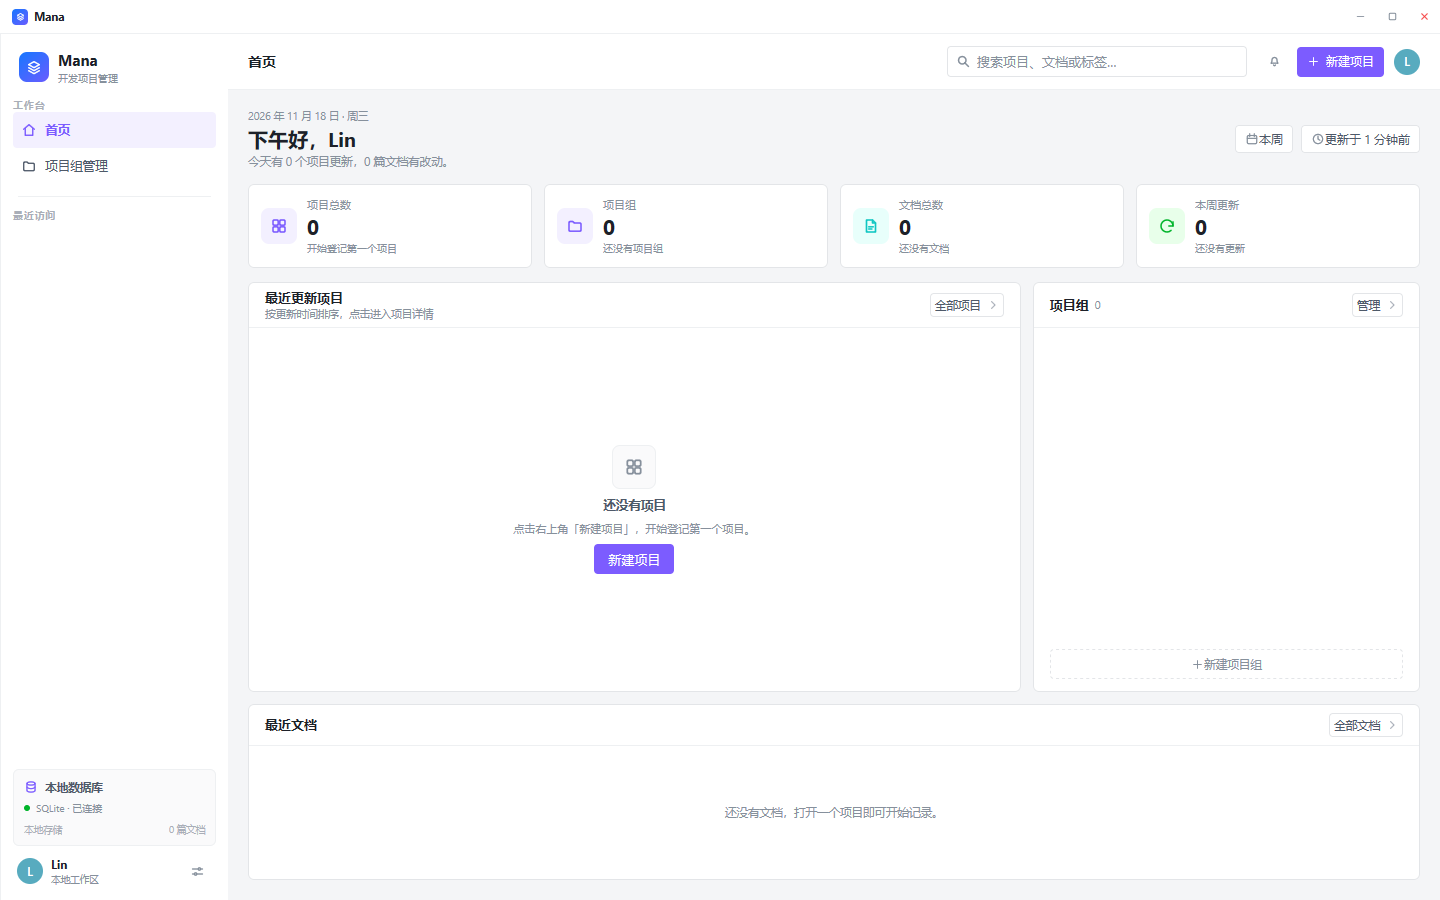 Mana
Mana
开发项目管理
工作台
首页
项目组管理
最近访问
本地数据库
SQLite · 已连接
本地存储 0 篇文档
L
Lin
本地工作区
首页
搜索项目、文档或标签...
新建项目
L
2026 年 11 月 18 日 · 周三
下午好，Lin
今天有 0 个项目更新，0 篇文档有改动。
本周
更新于 1 分钟前
项目总数
0
开始登记第一个项目
项目组
0
还没有项目组
文档总数
0
还没有文档
本周更新
0
还没有更新
最近更新项目
按更新时间排序，点击进入项目详情
全部项目
还没有项目
点击右上角「新建项目」，开始登记第一个项目。
新建项目
项目组 0
管理
新建项目组
最近文档
全部文档
还没有文档，打开一个项目即可开始记录。